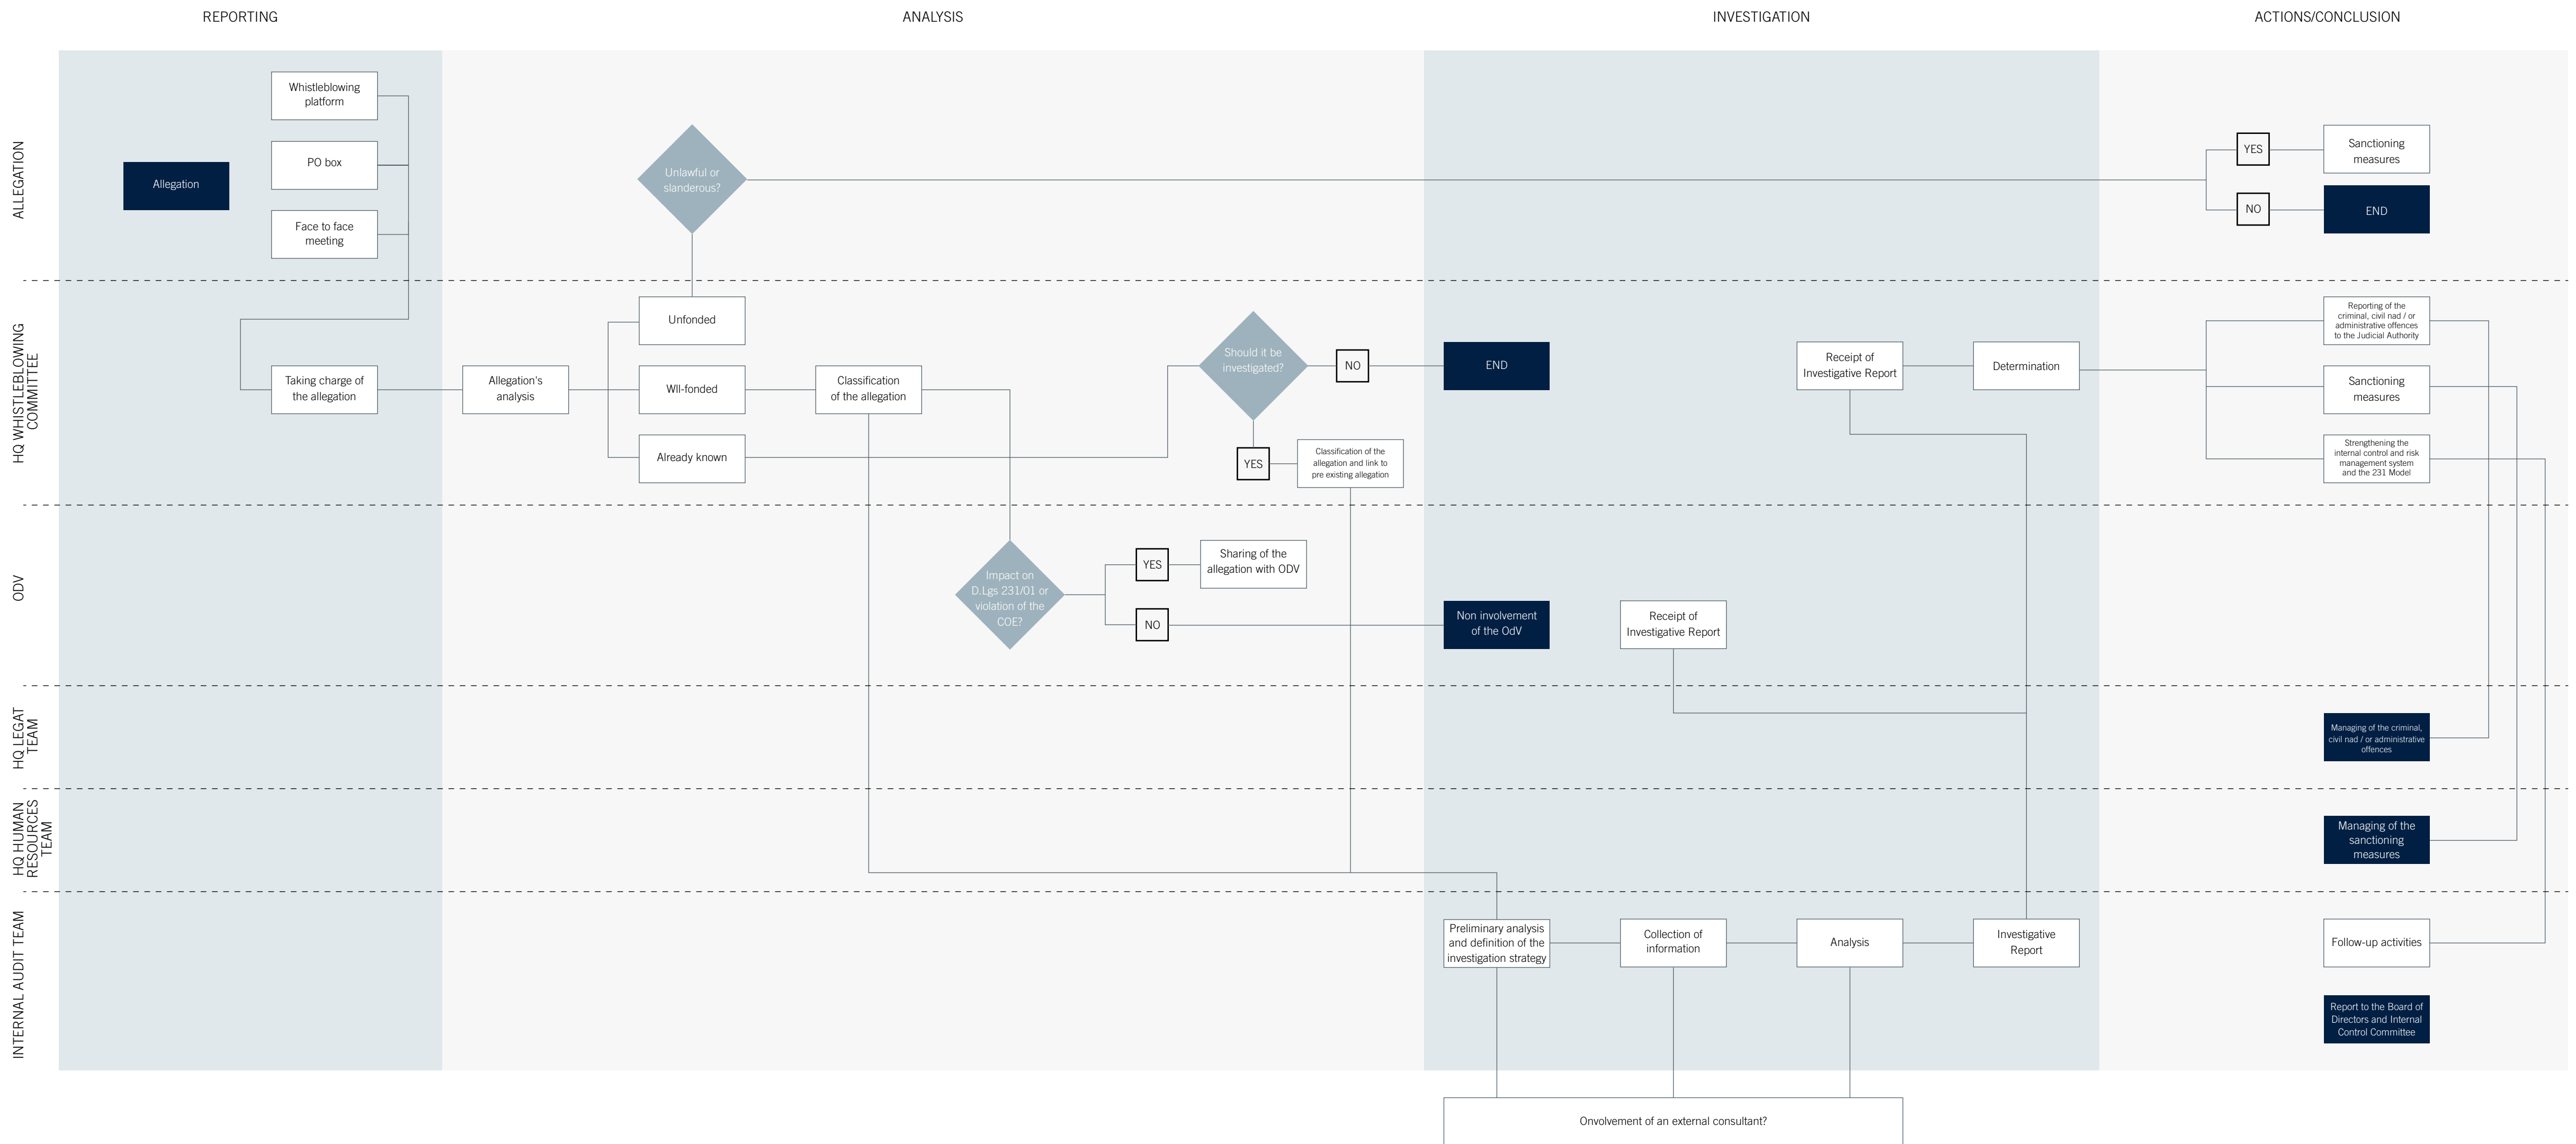 REPORTING
ANALYSIS
INVESTIGATION
ACTIONS/CONCLUSION
ALLEGATION
Allegation
Whistleblowing
platform
PO box
Face to face
meeting
Unlawful or
slanderous?
YES
Sanctioning
measures
NO
END
HQ WHISTLEBLOWING
COMMITTEE
Taking charge of
the allegation
Allegation's
analysis
Unfonded
Wll-fonded
Already known
Classification
of the allegation
Should it be
investigated?
NO
END
YES
Classification of the
allegation and link to
pre existing allegation
Receipt of
Investigative Report
Determination
Reporting of the
criminal, civil nad / or
administrative offences
to the Judicial Authority
Sanctioning
measures
Strengthening the
internal control and risk
management system
and the 231 Model
ODV
Impact on
D.Lgs 231/01 or
violation of the
COE?
YES
Sharing of the
allegation with ODV
NO
Non involvement
of the OdV
Receipt of
Investigative Report
HQ LEGAT
TEAM
Managing of the criminal,
civil nad / or administrative
offences
HQ HUMAN
RESOURCES
TEAM
Managing of the
sanctioning
measures
INTERNAL AUDIT TEAM
Preliminary analysis
and definition of the
investigation strategy
Collection of
information
Analysis
Investigative
Report
Follow-up activities
Report to the Board of
Directors and Internal
Control Committee
Onvolvement of an external consultant?